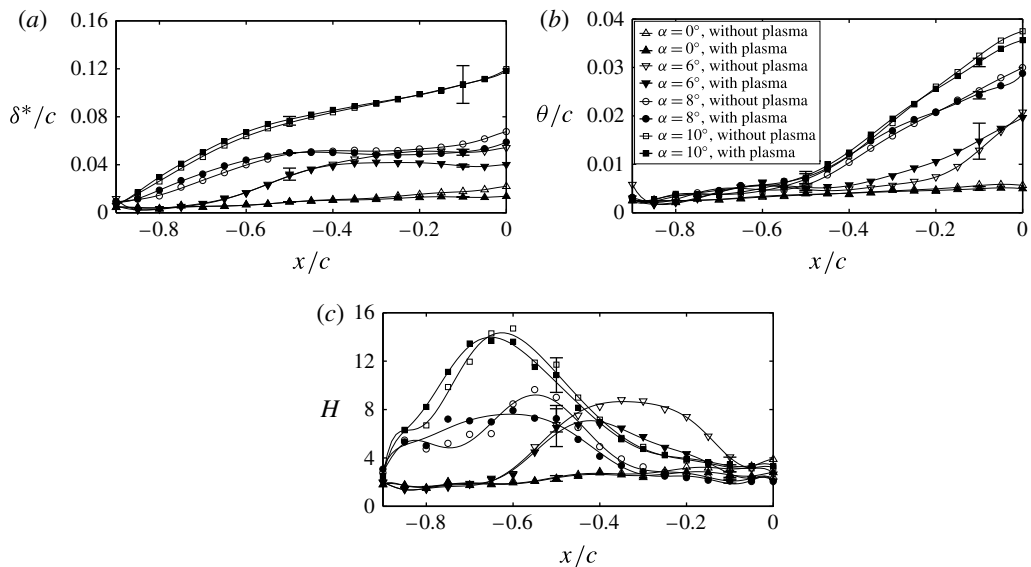 (a)
0.16
0.12
0.08
0.04
0
δ*/c
−0.8
−0.6
−0.4
−0.2
0
x/c
(b)
0.04
0.03
0.02
0.01
0
θ/c
α = 0°, without plasma
α = 0°, with plasma
α = 6°, without plasma
α = 6°, with plasma
α = 8°, without plasma
α = 8°, with plasma
α = 10°, without plasma
α = 10°, with plasma
−0.8
−0.6
−0.4
−0.2
0
x/c
(c)
16
12
8
4
0
H
−0.8
−0.6
−0.4
−0.2
0
x/c